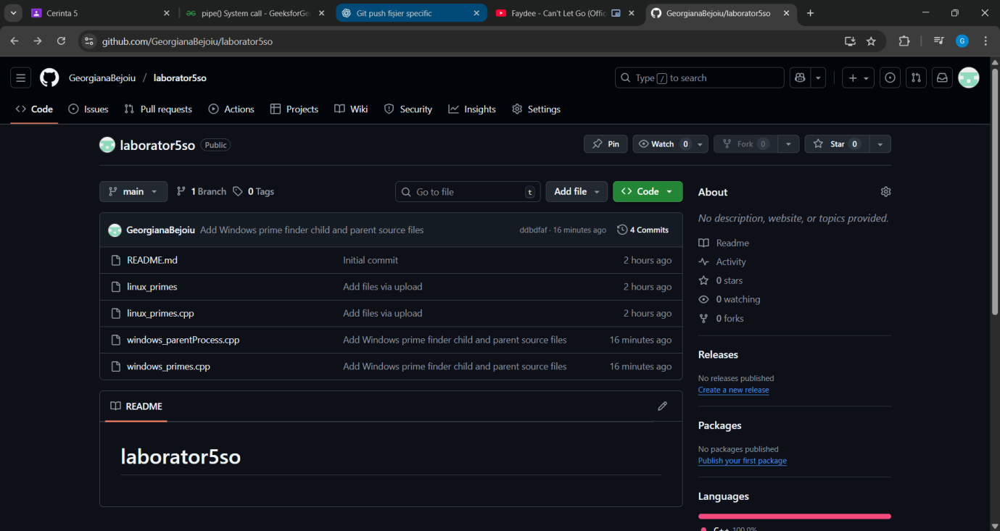 Cerinta 5
pipe() System call - GeeksforGe
Git push fișier specific
Faydee - Can't Let Go (Offic
GeorgianaBejoiu/laborator5so
github.com/GeorgianaBejoiu/laborator5so
G
GeorgianaBejoiu / laborator5so
Type / to search
Code
Issues
Pull requests
Actions
Projects
Wiki
Security
Insights
Settings
laborator5so Public
Pin
Watch 0
Fork 0
Star 0
main
1 Branch
0 Tags
Go to file t
Add file
Code
GeorgianaBejoiu Add Windows prime finder child and parent source files ddbdfaf · 16 minutes ago 4 Commits
README.md Initial commit 2 hours ago
linux_primes Add files via upload 2 hours ago
linux_primes.cpp Add files via upload 2 hours ago
windows_parentProcess.cpp Add Windows prime finder child and parent source files 16 minutes ago
windows_primes.cpp Add Windows prime finder child and parent source files 16 minutes ago
README
laborator5so
About
No description, website, or topics provided.
Readme
Activity
0 stars
0 watching
0 forks
Releases
No releases published
Create a new release
Packages
No packages published
Publish your first package
Languages
C++ 100.0%